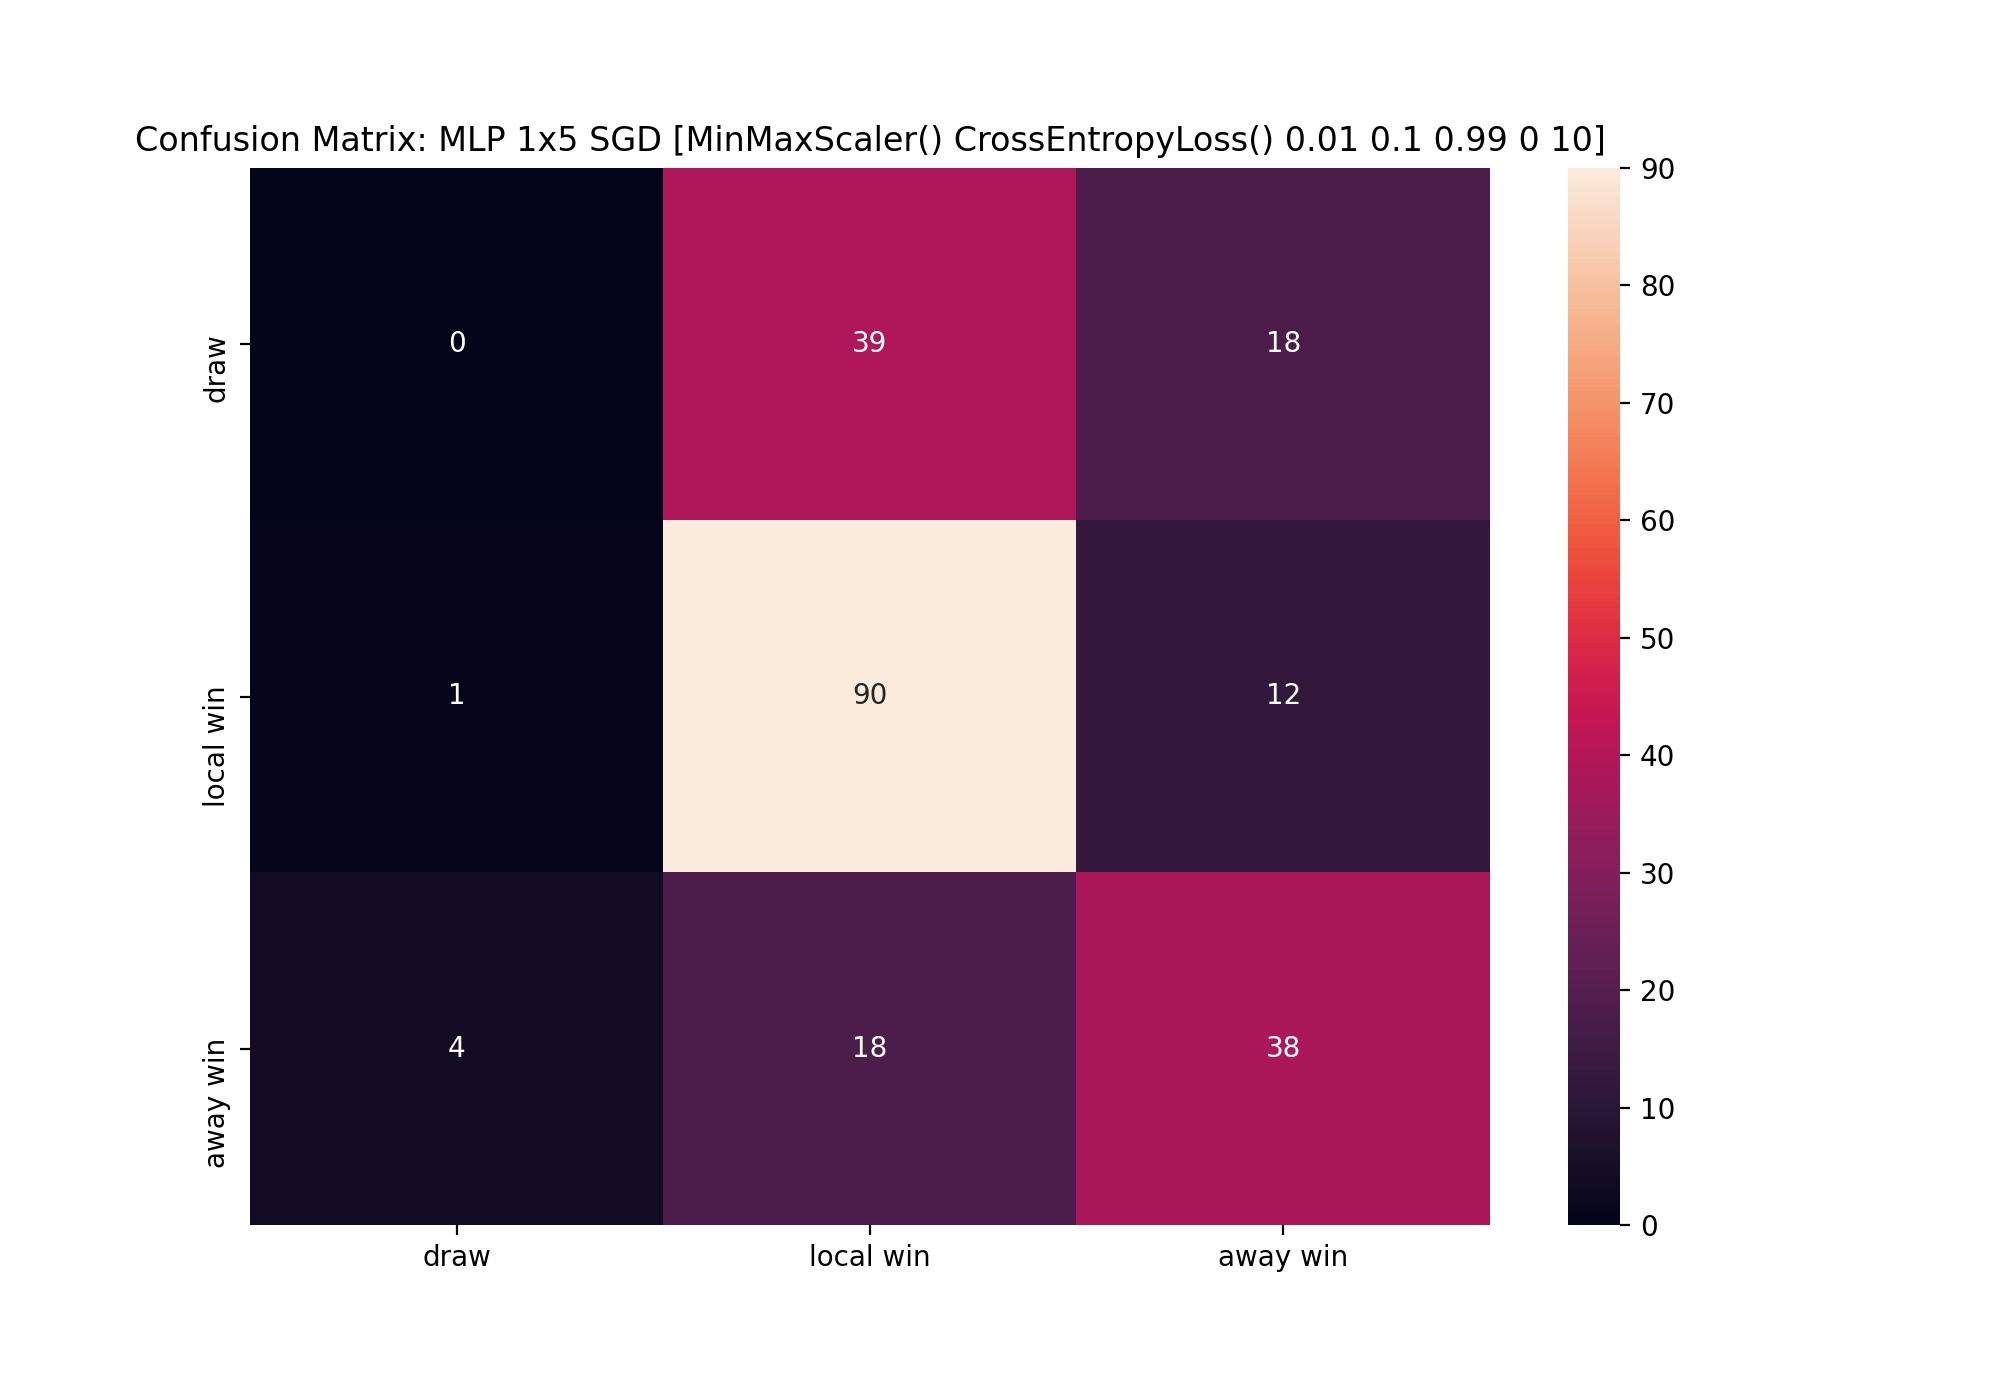 Confusion Matrix: MLP 1x5 SGD [MinMaxScaler() CrossEntropyLoss() 0.01 0.1 0.99 0 10]
draw
0
39
18
local win
1
90
12
away win
4
18
38
draw
local win
away win
90
80
70
60
50
40
30
20
10
0